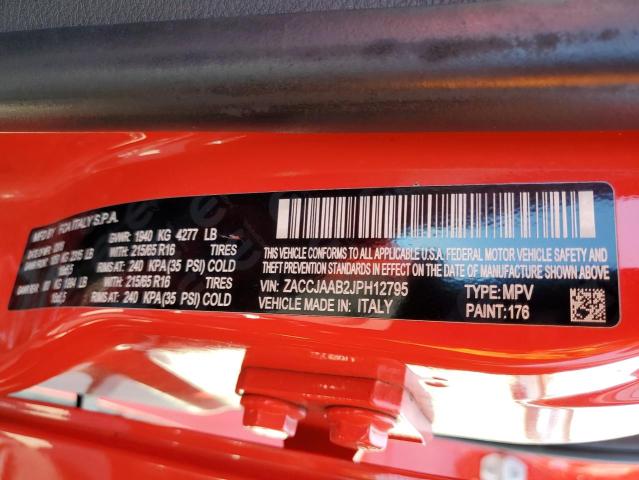 MFD BY: FCA ITALY S.P.A.
GVWR: 1940 KG 4277 LB
WITH: 215/65 R16 TIRES
RIMS AT: 240 KPA(35 PSI) COLD
WITH: 215/65 R16 TIRES
RIMS AT: 240 KPA(35 PSI) COLD
THIS VEHICLE CONFORMS TO ALL APPLICABLE U.S.A. FEDERAL MOTOR VEHICLE SAFETY AND
THEFT PREVENTION STANDARDS IN EFFECT ON THE DATE OF MANUFACTURE SHOWN ABOVE
VIN: ZACCJAAB2JPH12795 TYPE: MPV
VEHICLE MADE IN: ITALY PAINT: 176